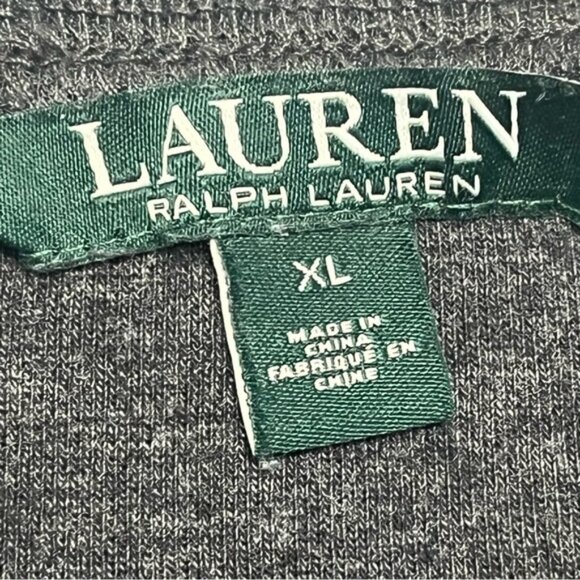 LAUREN
RALPH LAUREN
XL
MADE IN
CHINA
FABRIQUÉ EN
CHINE